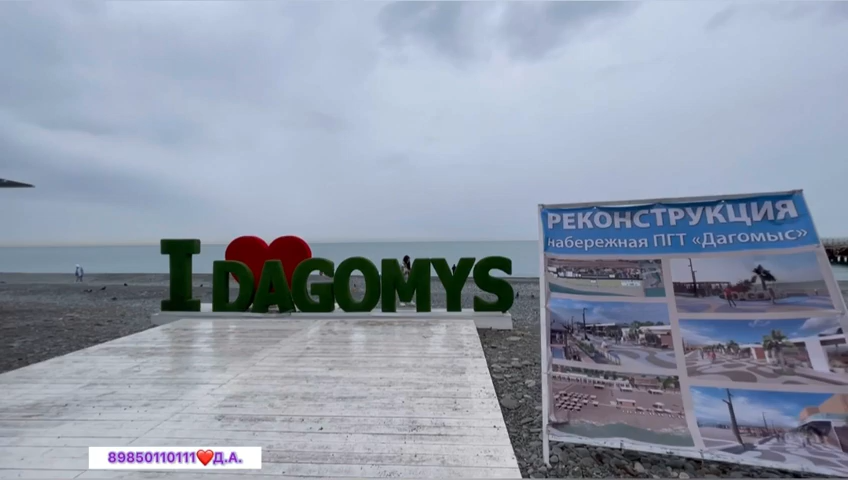 I ❤ DAGOMYS
РЕКОНСТРУКЦИЯ
набережная ПГТ «Дагомыс»
89850110111❤️Д.А.